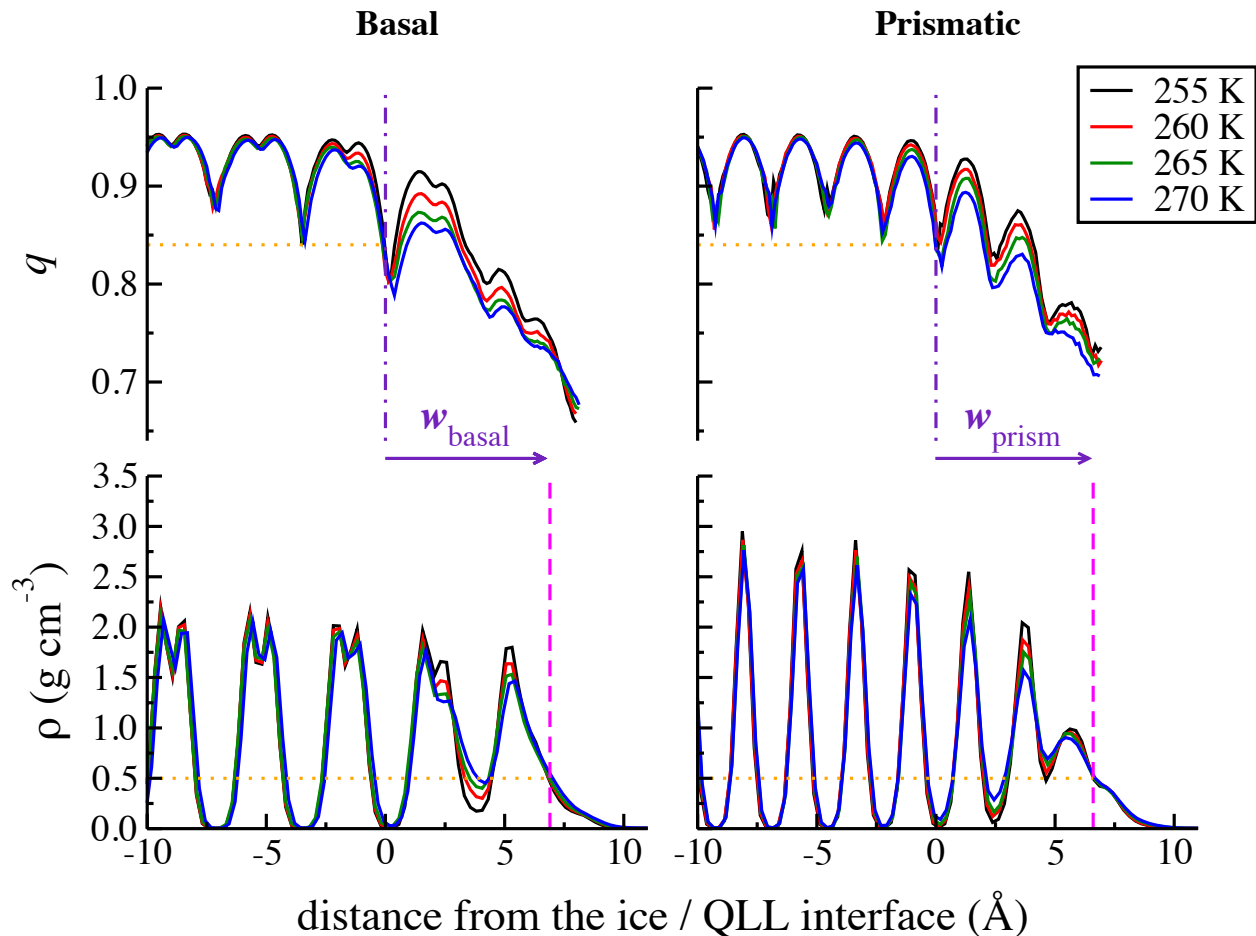 Basal
Prismatic
255 K
260 K
265 K
270 K
1.0
0.9
0.8
0.7
q
w_basal
w_prism
3.5
3.0
2.5
2.0
1.5
1.0
0.5
0.0
ρ (g cm⁻³)
-10 -5 0 5 10
-10 -5 0 5 10
distance from the ice / QLL interface (Å)